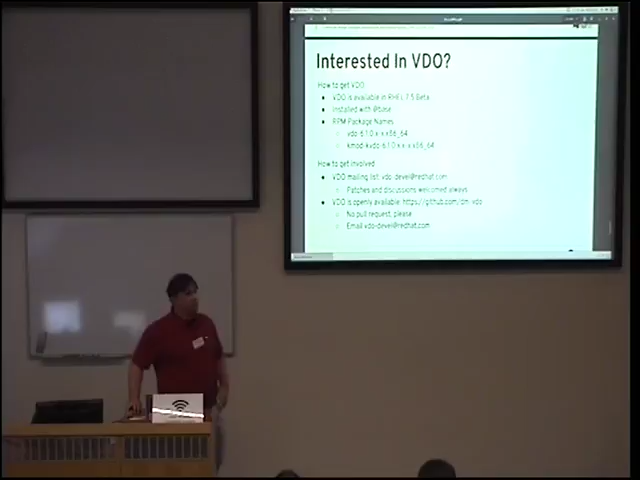 Interested In VDO?
How to get VDO
VDO is available in RHEL 7.5 Beta
Installed with @base
RPM Package Names
vdo-6.1.0.x-x.x86_64
kmod-kvdo-6.1.0.x-x.x86_64
How to get involved
VDO mailing list: vdo-devel@redhat.com
Patches and discussions welcomed always
VDO is openly available: https://github.com/dm-vdo
No pull request, please
Email vdo-devel@redhat.com